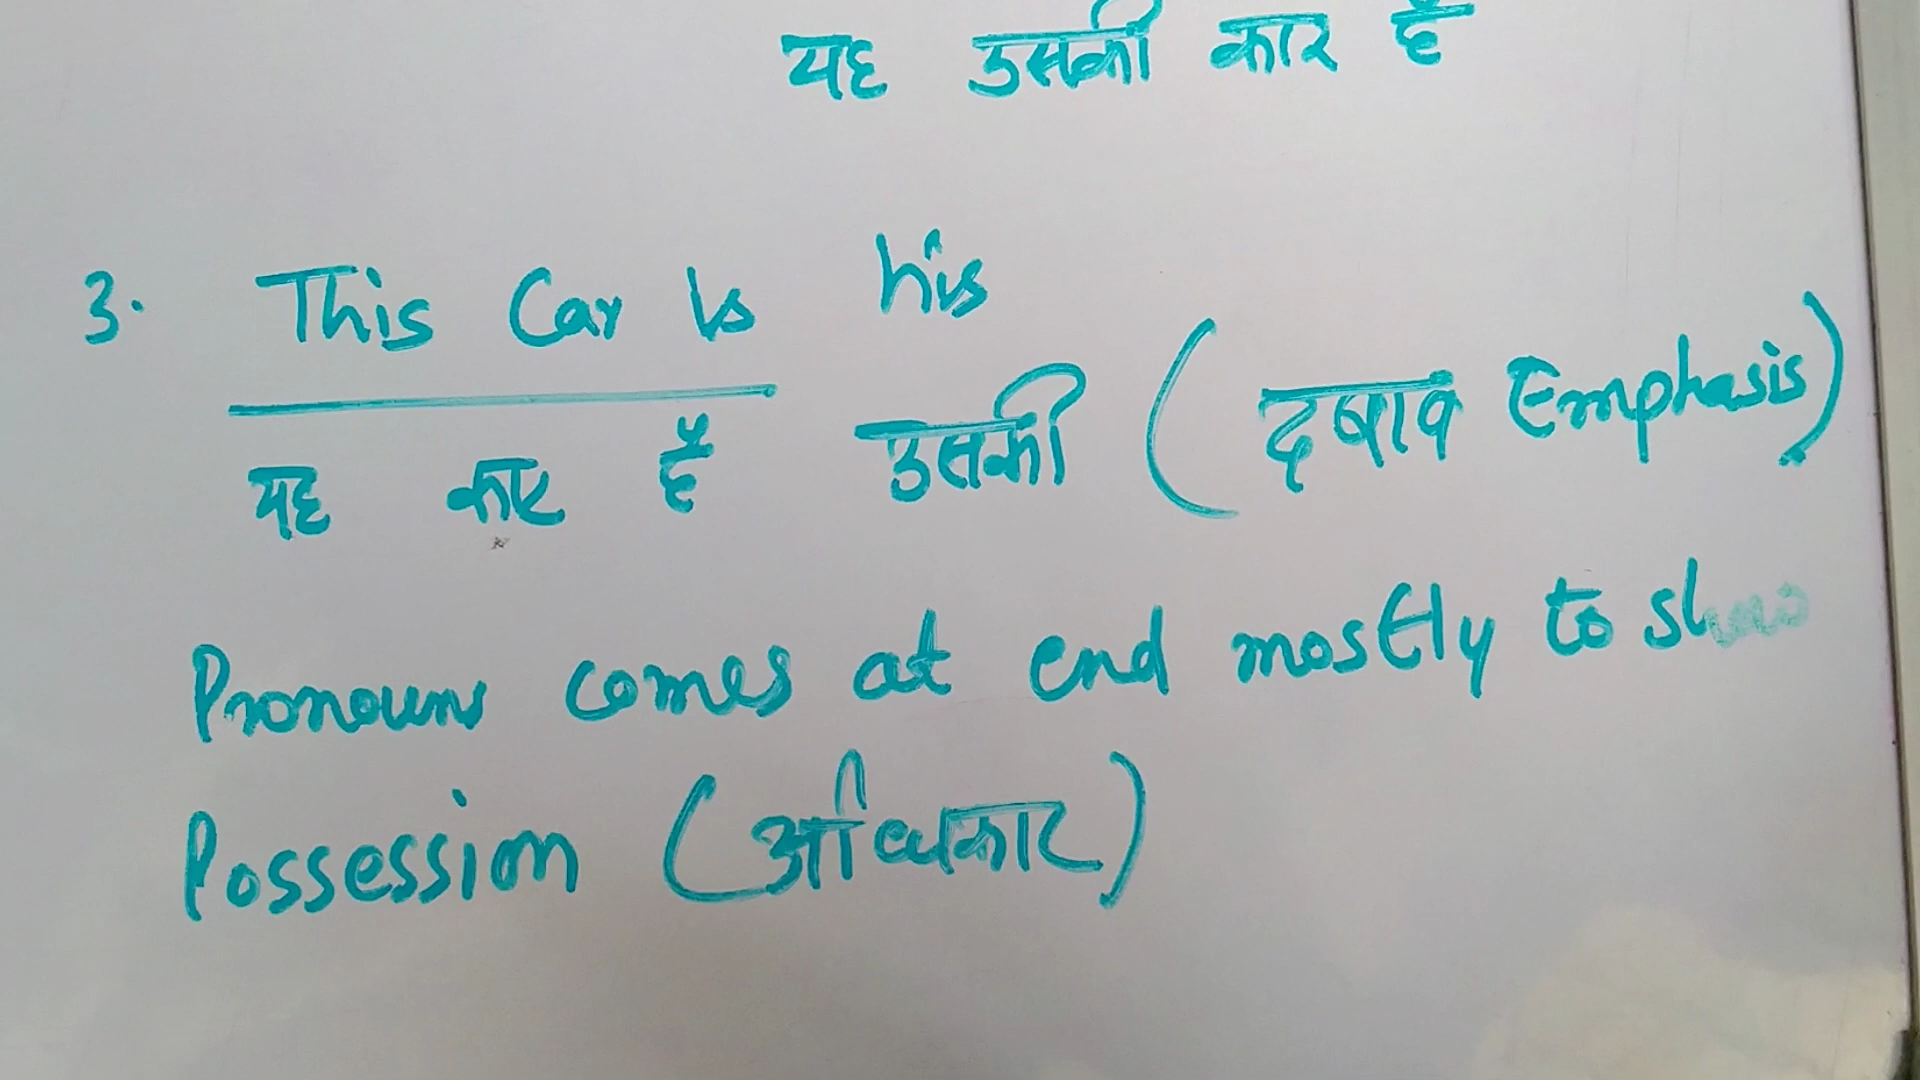 यह उसकी कार है
3. This Car is his
यह कार है उसकी (दबाव Emphasis)
Pronouns comes at end mostly to show
Possession (अधिकार)